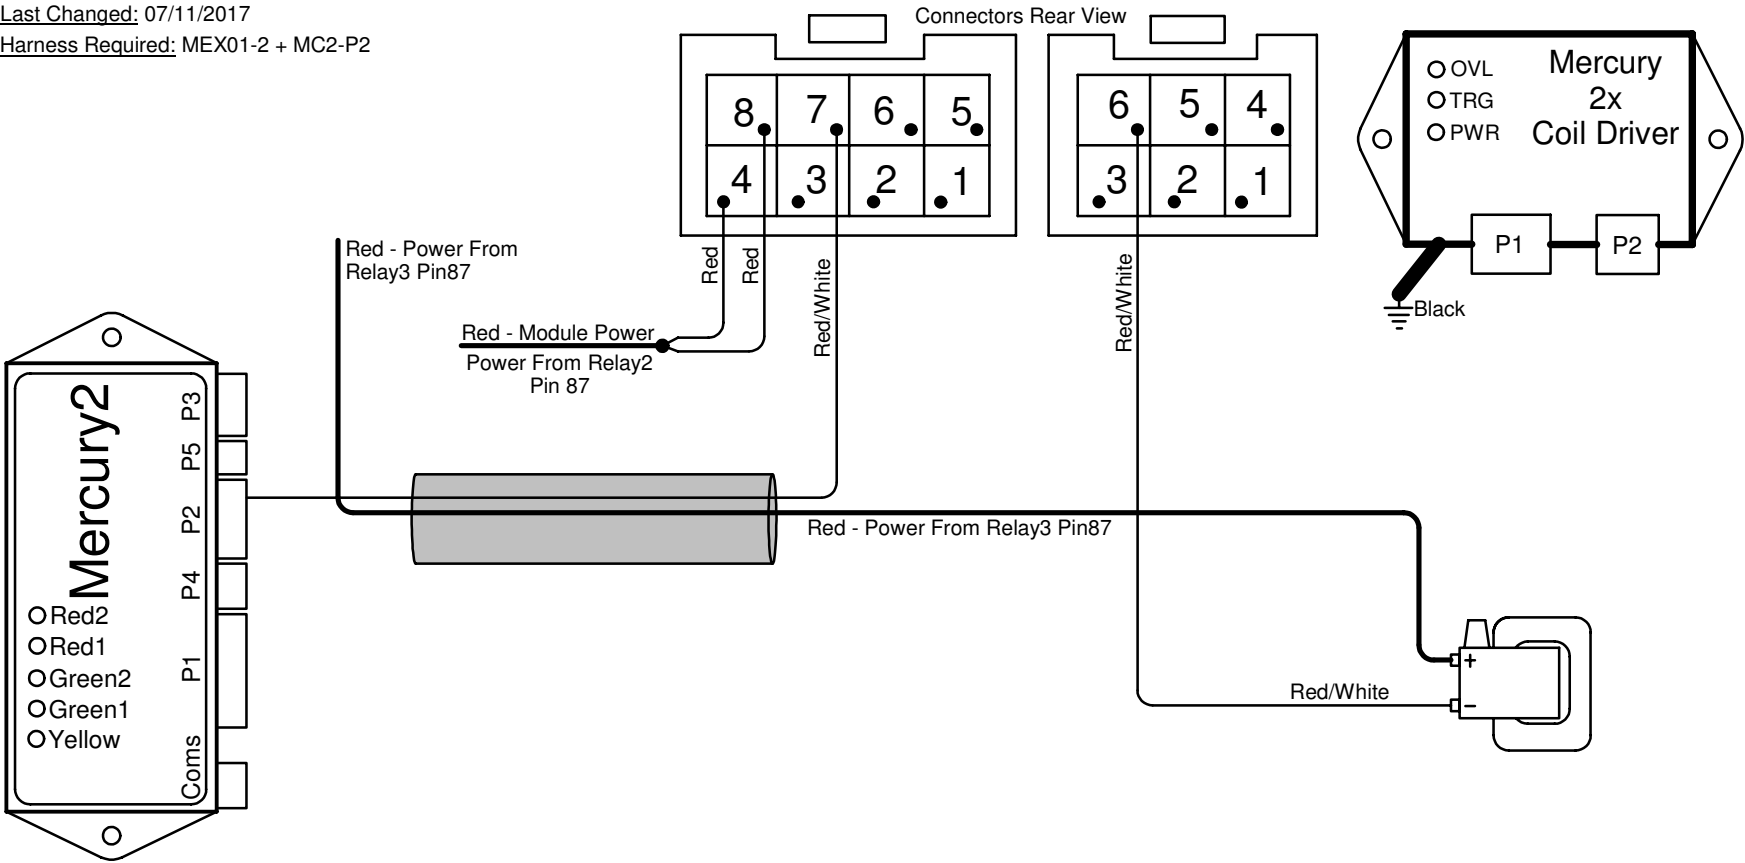 Last Changed: 07/11/2017
Harness Required: MEX01-2 + MC2-P2
Connectors Rear View
8 7 6 5
4 3 2 1
6 5 4
3 2 1
OVL
TRG
PWR
Mercury
2x
Coil Driver
P1
P2
Black
Red - Power From
Relay3 Pin87
Red
Red
Red/White
Red/White
Red - Module Power
Power From Relay2
Pin 87
Mercury2
P3
P5
P2
P4
P1
Coms
Red2
Red1
Green2
Green1
Yellow
Red - Power From Relay3 Pin87
Red/White
+
−